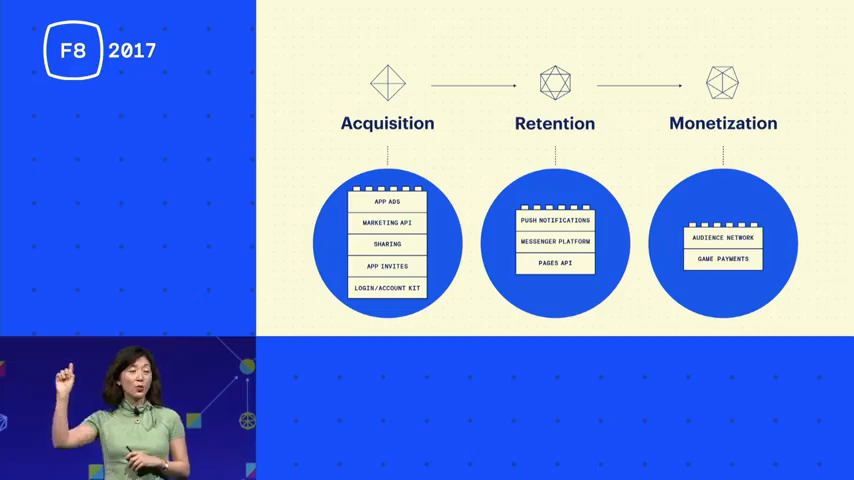 F8 2017
Acquisition
Retention
Monetization
APP ADS
MARKETING API
SHARING
APP INVITES
LOGIN/ACCOUNT KIT
PUSH NOTIFICATIONS
MESSENGER PLATFORM
PAGES API
AUDIENCE NETWORK
GAME PAYMENTS